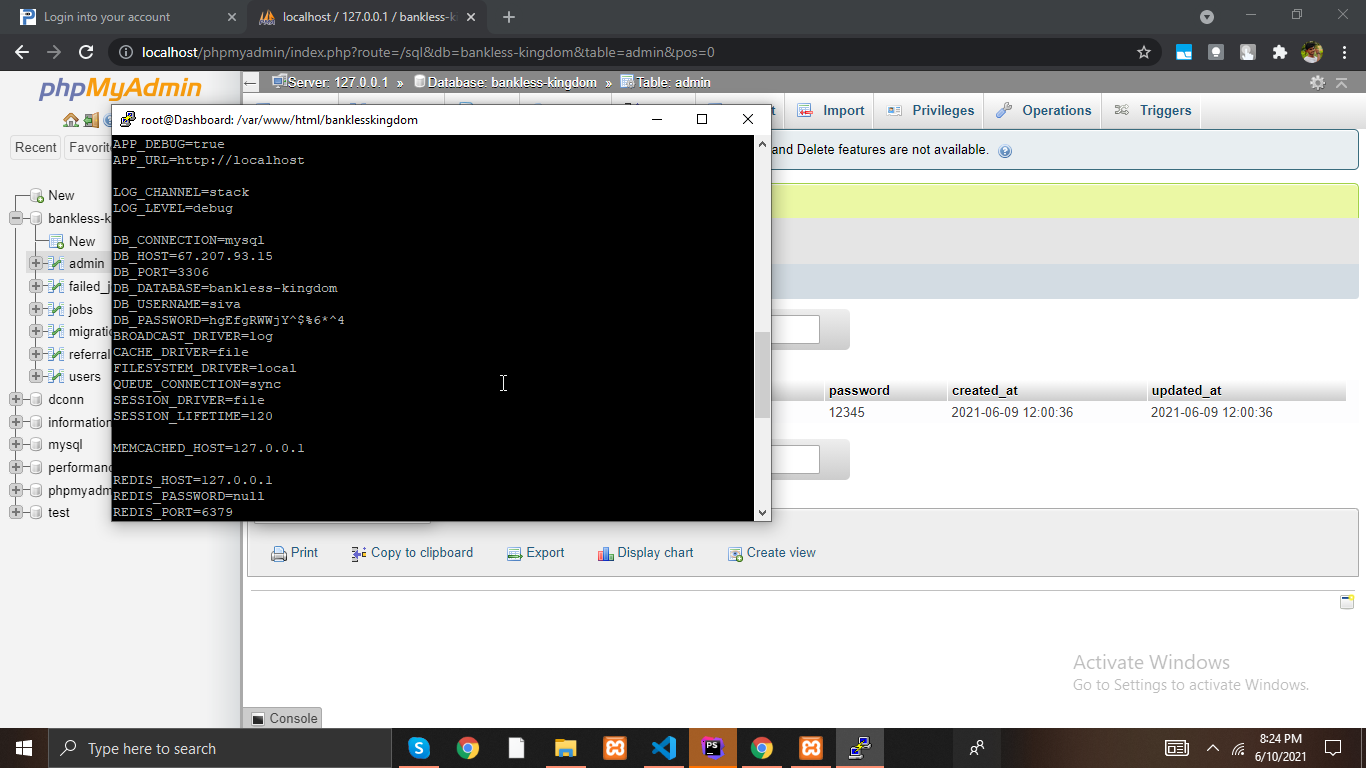 Login into your account
localhost / 127.0.0.1 / bankless-k
localhost/phpmyadmin/index.php?route=/sql&db=bankless-kingdom&table=admin&pos=0
phpMyAdmin
Server: 127.0.0.1 » Database: bankless-kingdom » Table: admin
Import
Privileges
Operations
Triggers
Recent
Favorite
and Delete features are not available.
New
bankless-k
New
admin
failed_j
jobs
migratio
referral
users
dconn
information
mysql
performanc
phpmyadm
test
root@Dashboard: /var/www/html/banklesskingdom
APP_DEBUG=true
APP_URL=http://localhost
LOG_CHANNEL=stack
LOG_LEVEL=debug
DB_CONNECTION=mysql
DB_HOST=67.207.93.15
DB_PORT=3306
DB_DATABASE=bankless-kingdom
DB_USERNAME=siva
DB_PASSWORD=hgEfgRWWjY^$%6*^4
BROADCAST_DRIVER=log
CACHE_DRIVER=file
FILESYSTEM_DRIVER=local
QUEUE_CONNECTION=sync
SESSION_DRIVER=file
SESSION_LIFETIME=120
MEMCACHED_HOST=127.0.0.1
REDIS_HOST=127.0.0.1
REDIS_PASSWORD=null
REDIS_PORT=6379
password created_at updated_at
12345 2021-06-09 12:00:36 2021-06-09 12:00:36
Print
Copy to clipboard
Export
Display chart
Create view
Activate Windows
Go to Settings to activate Windows.
Console
Type here to search
8:24 PM
6/10/2021